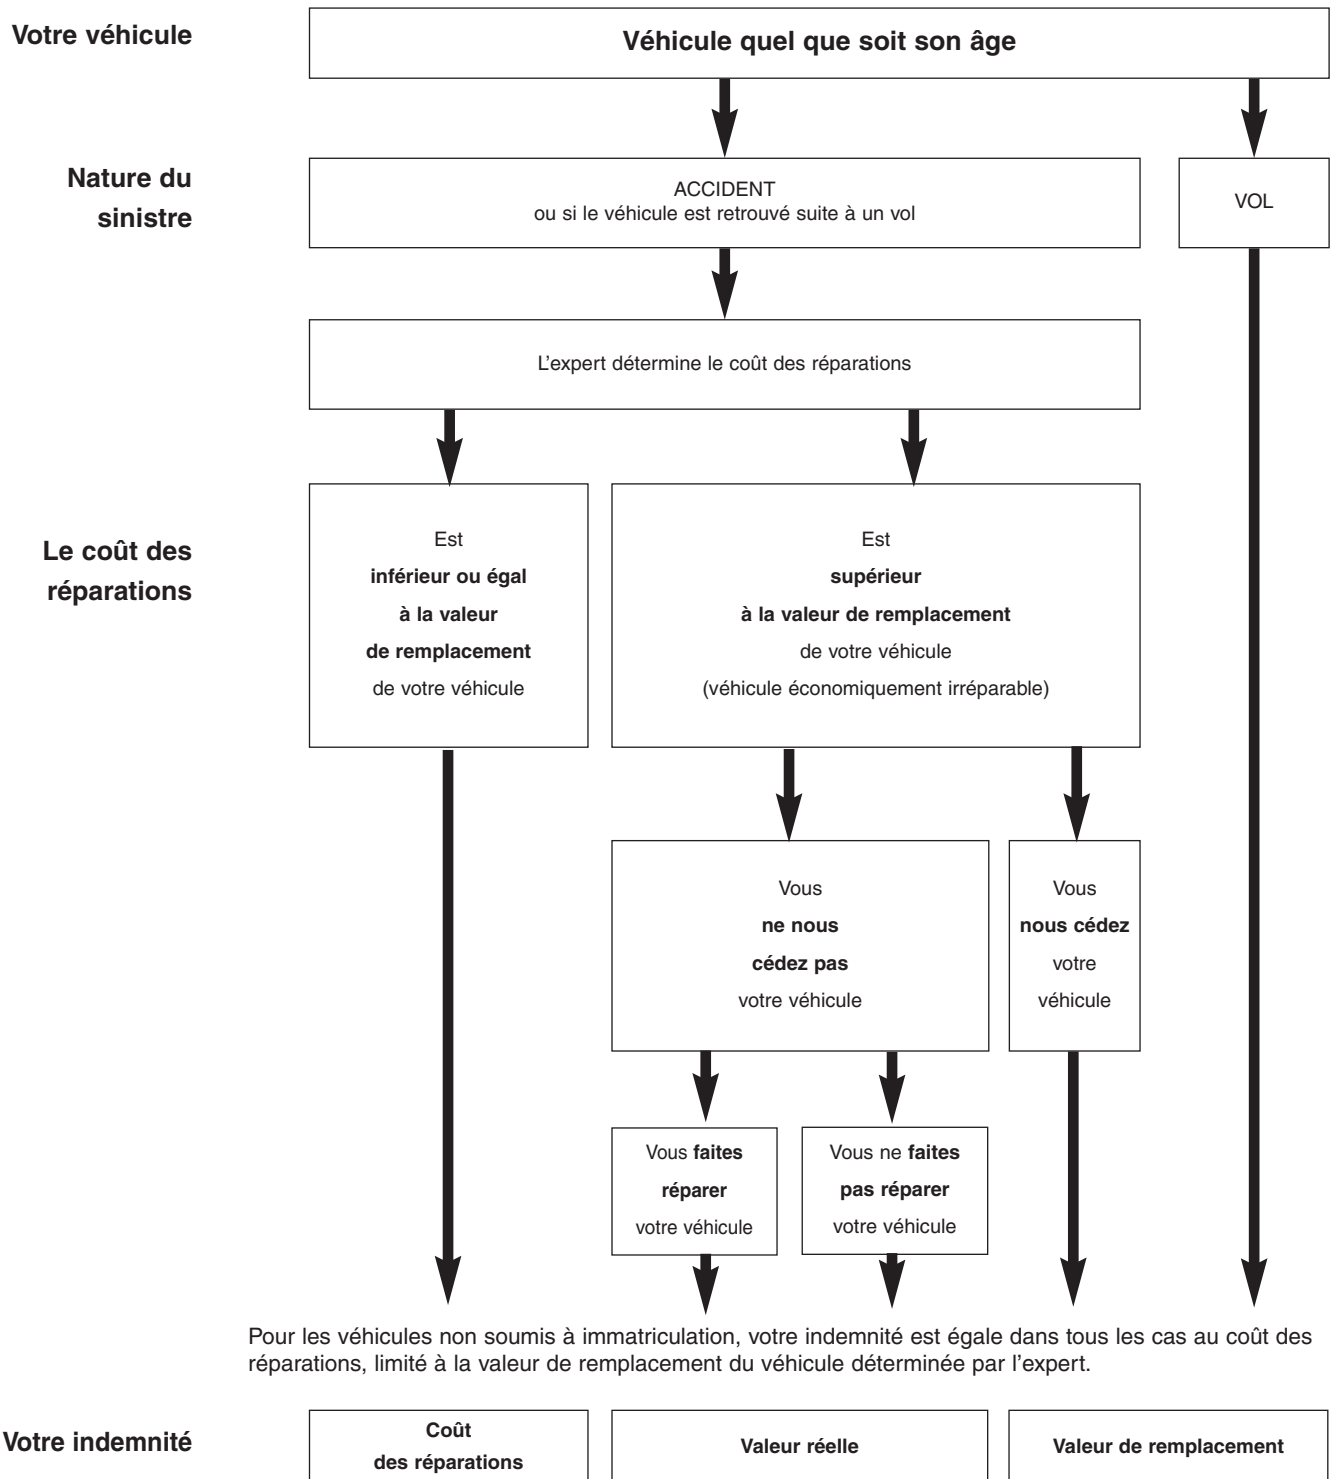 Votre véhicule
Véhicule quel que soit son âge
Nature du
sinistre
ACCIDENT
ou si le véhicule est retrouvé suite à un vol
VOL
L'expert détermine le coût des réparations
Le coût des
réparations
Est
inférieur ou égal
à la valeur
de remplacement
de votre véhicule
Est
supérieur
à la valeur de remplacement
de votre véhicule
(véhicule économiquement irréparable)
Vous
ne nous
cédez pas
votre véhicule
Vous
nous cédez
votre
véhicule
Vous faites
réparer
votre véhicule
Vous ne faites
pas réparer
votre véhicule
Pour les véhicules non soumis à immatriculation, votre indemnité est égale dans tous les cas au coût des
réparations, limité à la valeur de remplacement du véhicule déterminée par l'expert.
Votre indemnité
Coût
des réparations
Valeur réelle
Valeur de remplacement